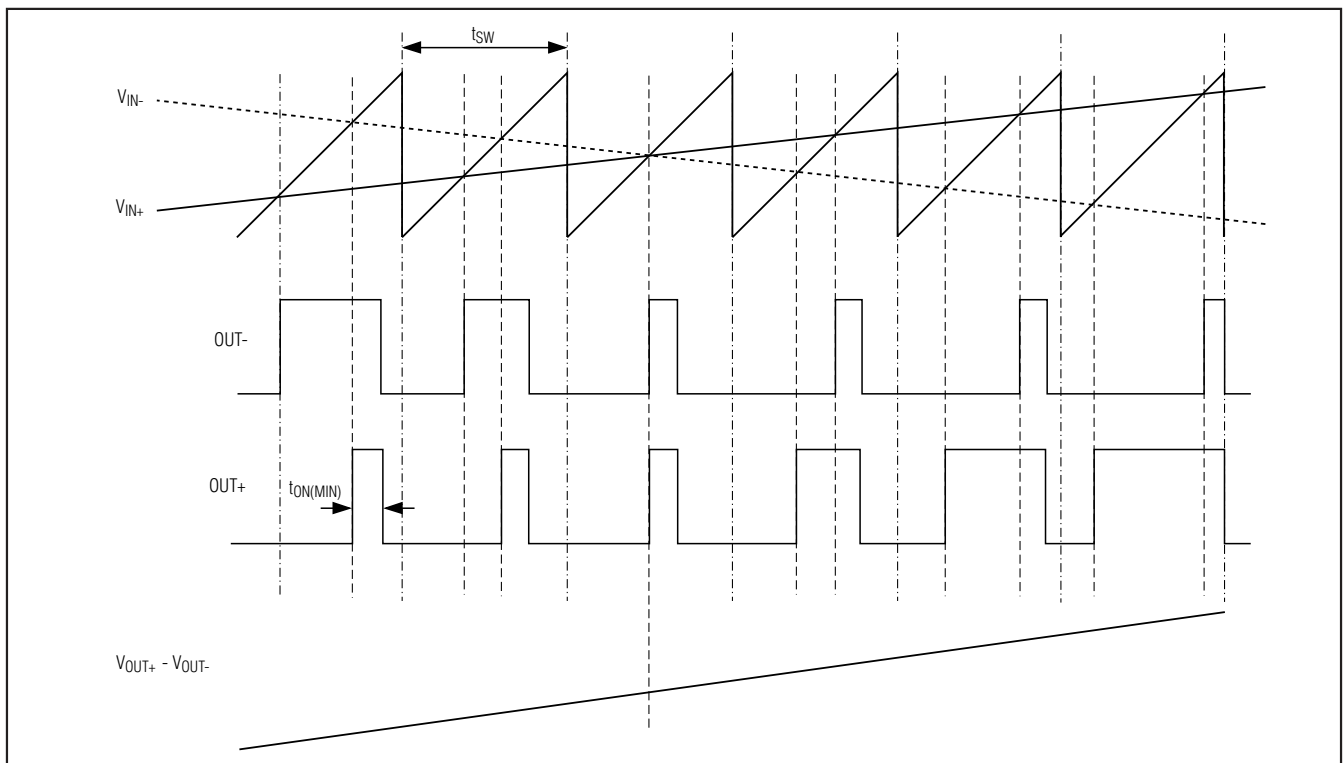 tSW
VIN-
VIN+
OUT-
OUT+
tON(MIN)
VOUT+ - VOUT-